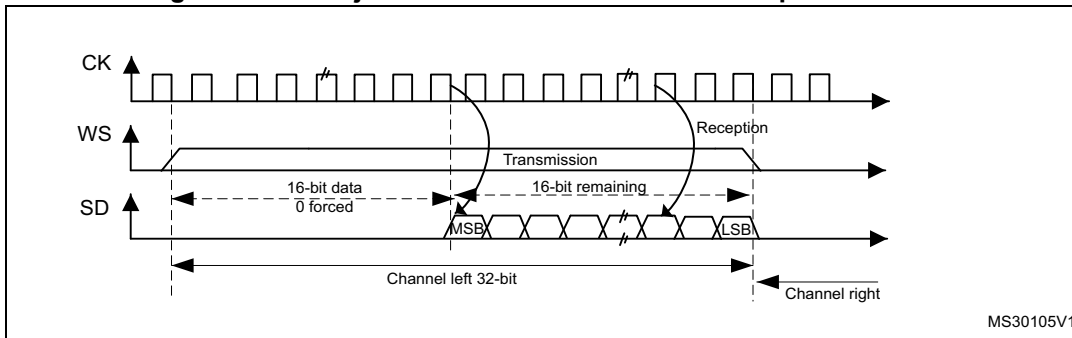 CK
Reception
WS
Transmission
16-bit data
16-bit remaining
0 forced
SD
MSB
LSB
Channel left 32-bit
Channel right
MS30105V1